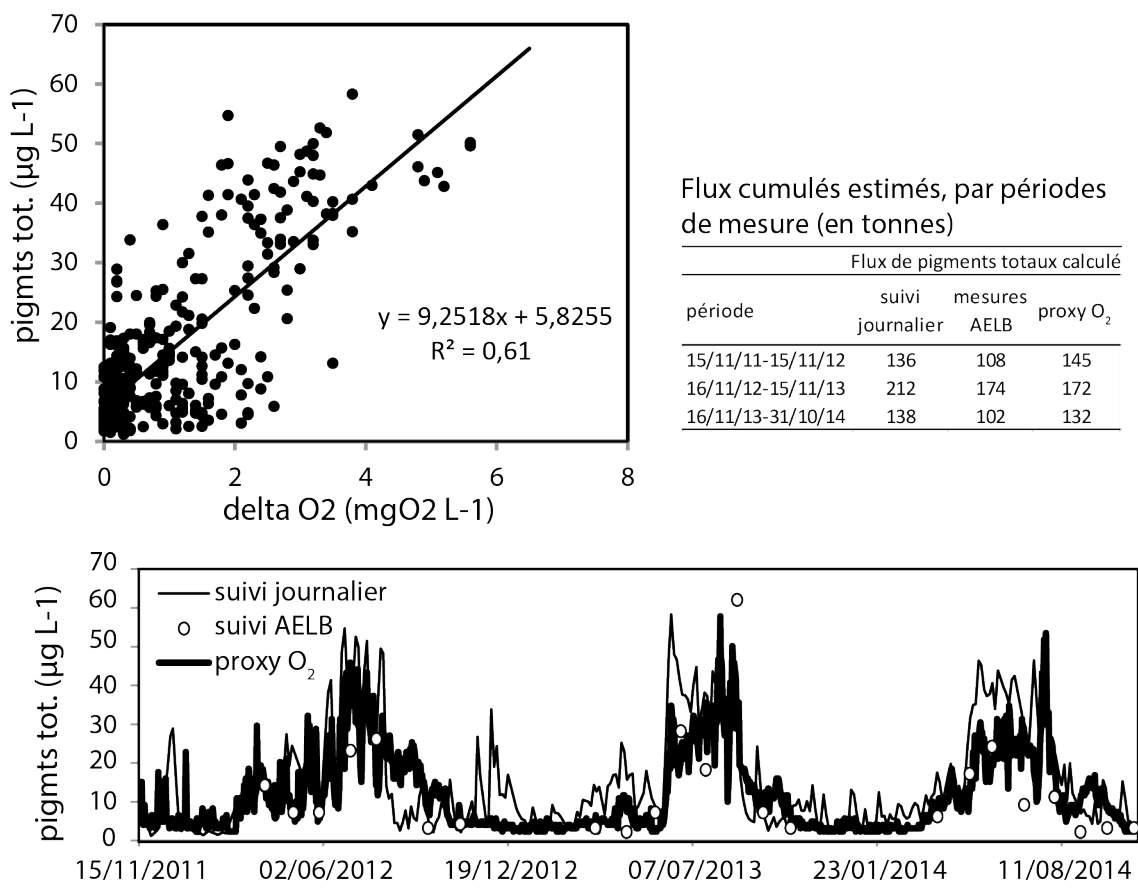 70
60
50
40
30
20
10
0
pigmts tot. (µg L-1)
y = 9,2518x + 5,8255
R² = 0,61
0 2 4 6 8
delta O2 (mgO2 L-1)
Flux cumulés estimés, par périodes
de mesure (en tonnes)
Flux de pigments totaux calculé
période suivi journalier mesures AELB proxy O2
15/11/11-15/11/12 136 108 145
16/11/12-15/11/13 212 174 172
16/11/13-31/10/14 138 102 132
70
60
50
40
30
20
10
0
pigmts tot. (µg L-1)
suivi journalier
suivi AELB
proxy O2
15/11/2011 02/06/2012 19/12/2012 07/07/2013 23/01/2014 11/08/2014